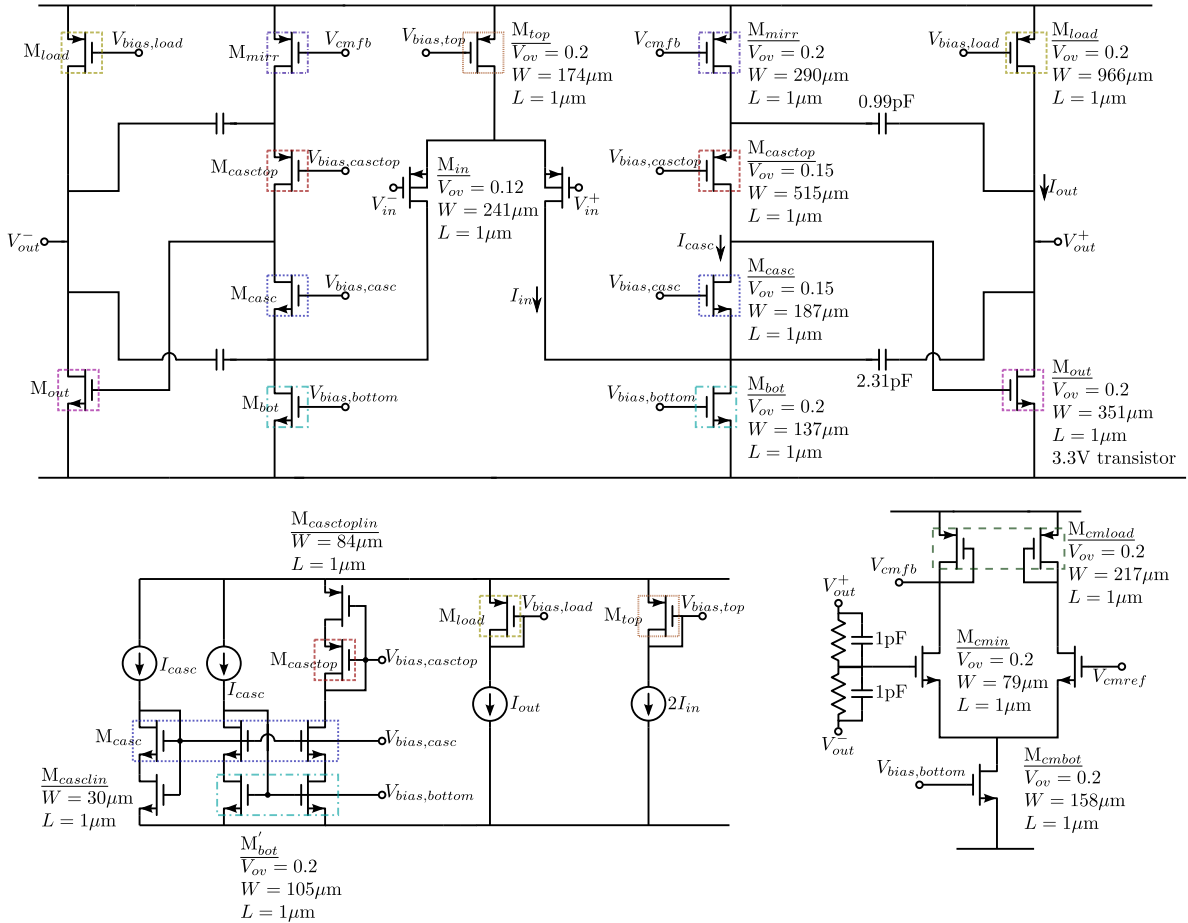 M_load
V_bias,load
M_mirr
V_cmfb
V_bias,top
M_top
V_ov = 0.2
W = 174μm
L = 1μm
V_cmfb
M_mirr
V_ov = 0.2
W = 290μm
L = 1μm
V_bias,load
M_load
V_ov = 0.2
W = 966μm
L = 1μm
0.99pF
M_casctop
V_bias,casctop
V_in^-
M_in
V_ov = 0.12
W = 241μm
L = 1μm
V_in^+
V_bias,casctop
M_casctop
V_ov = 0.15
W = 515μm
L = 1μm
I_out
V_out^-
V_out^+
I_casc
M_casc
V_bias,casc
I_in
V_bias,casc
M_casc
V_ov = 0.15
W = 187μm
L = 1μm
2.31pF
M_out
M_bot
V_bias,bottom
V_bias,bottom
M_bot
V_ov = 0.2
W = 137μm
L = 1μm
M_out
V_ov = 0.2
W = 351μm
L = 1μm
3.3V transistor
M_casctoplin
W = 84μm
L = 1μm
I_casc
I_casc
M_casctop
V_bias,casctop
M_load
V_bias,load
I_out
M_top
V_bias,top
2I_in
M_casc
V_bias,casc
M_casclin
W = 30μm
L = 1μm
V_bias,bottom
M'_bot
V_ov = 0.2
W = 105μm
L = 1μm
V_cmfb
M_cmload
V_ov = 0.2
W = 217μm
L = 1μm
V_out^+
1pF
1pF
V_out^-
M_cmin
V_ov = 0.2
W = 79μm
L = 1μm
V_cmref
V_bias,bottom
M_cmbot
V_ov = 0.2
W = 158μm
L = 1μm